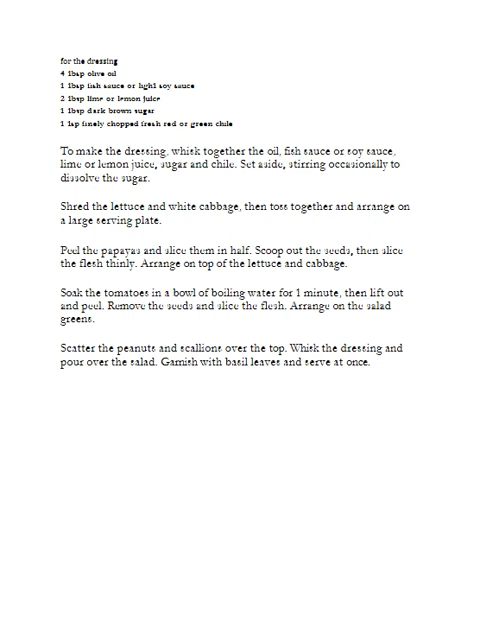 for the dressing
4 tbsp olive oil
1 tbsp fish sauce or light soy sauce
2 tbsp lime or lemon juice
1 tbsp dark brown sugar
1 tsp finely chopped fresh red or green chile
To make the dressing, whisk together the oil, fish sauce or soy sauce,
lime or lemon juice, sugar and chile. Set aside, stirring occasionally to
dissolve the sugar.
Shred the lettuce and white cabbage, then toss together and arrange on
a large serving plate.
Peel the papayas and slice them in half. Scoop out the seeds, then slice
the flesh thinly. Arrange on top of the lettuce and cabbage.
Soak the tomatoes in a bowl of boiling water for 1 minute, then lift out
and peel. Remove the seeds and slice the flesh. Arrange on the salad
greens.
Scatter the peanuts and scallions over the top. Whisk the dressing and
pour over the salad. Garnish with basil leaves and serve at once.